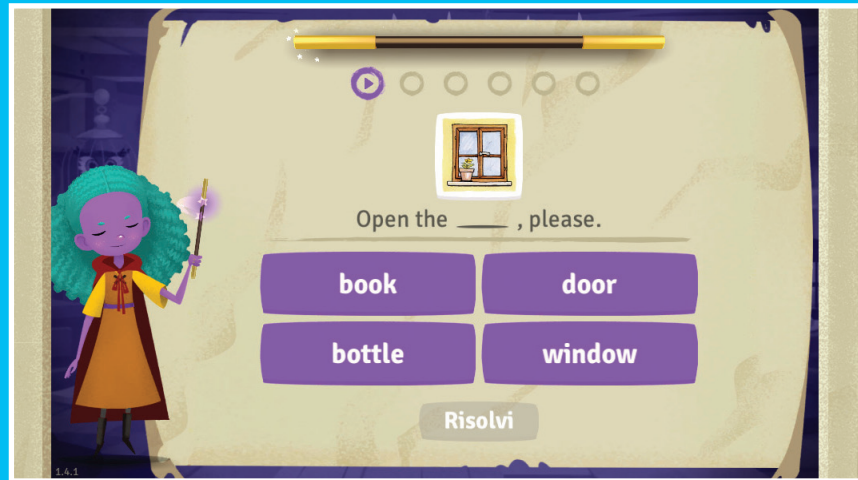 Open the ____ , please.
book
door
bottle
window
Risolvi
1.4.1